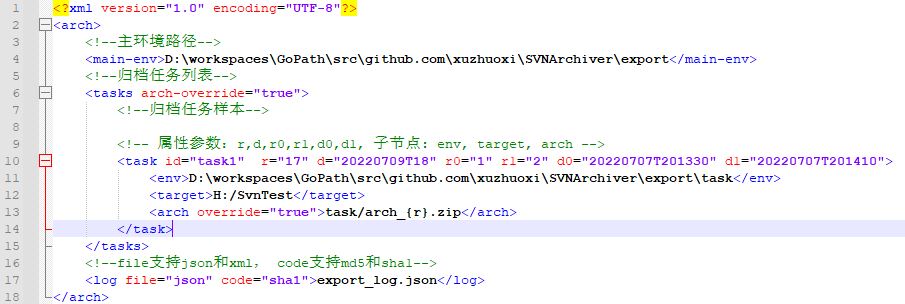 1 <?xml version="1.0" encoding="UTF-8"?>
2 <arch>
3 <!--主环境路径-->
4 <main-env>D:\workspaces\GoPath\src\github.com\xuzhuoxi\SVNArchiver\export</main-env>
5 <!--归档任务列表-->
6 <tasks arch-override="true">
7 <!--归档任务样本-->
8
9 <!-- 属性参数：r,d,r0,r1,d0,d1, 子节点：env, target, arch -->
10 <task id="task1"  r="17" d="20220709T18" r0="1" r1="2" d0="20220707T201330" d1="20220707T201410">
11 <env>D:\workspaces\GoPath\src\github.com\xuzhuoxi\SVNArchiver\export\task</env>
12 <target>H:/SvnTest</target>
13 <arch override="true">task/arch_{r}.zip</arch>
14 </task>
15 </tasks>
16 <!--file支持json和xml， code支持md5和sha1-->
17 <log file="json" code="sha1">export_log.json</log>
18 </arch>